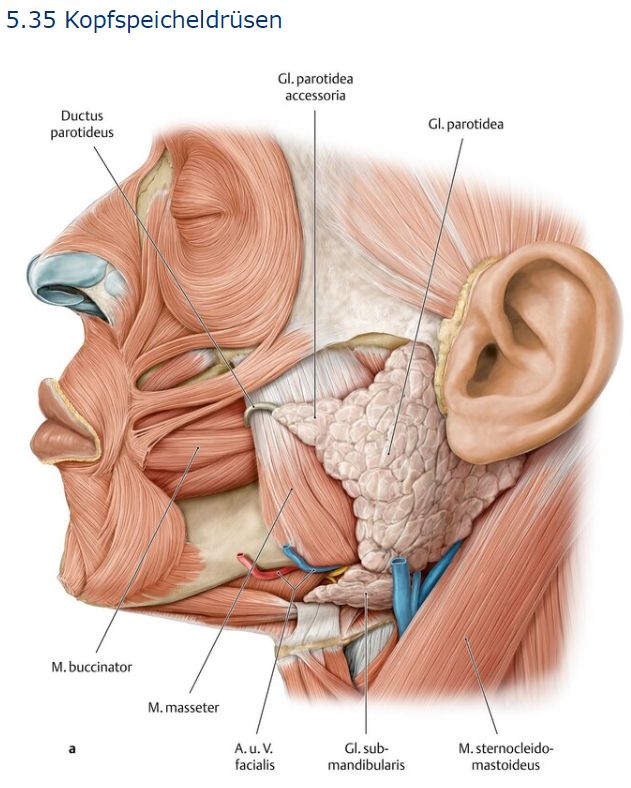 5.35 Kopfspeicheldrüsen
Gl. parotidea
accessoria
Ductus
parotideus
Gl. parotidea
M. buccinator
M. masseter
a
A. u. V.
facialis
Gl. sub-
mandibularis
M. sternocleido-
mastoideus